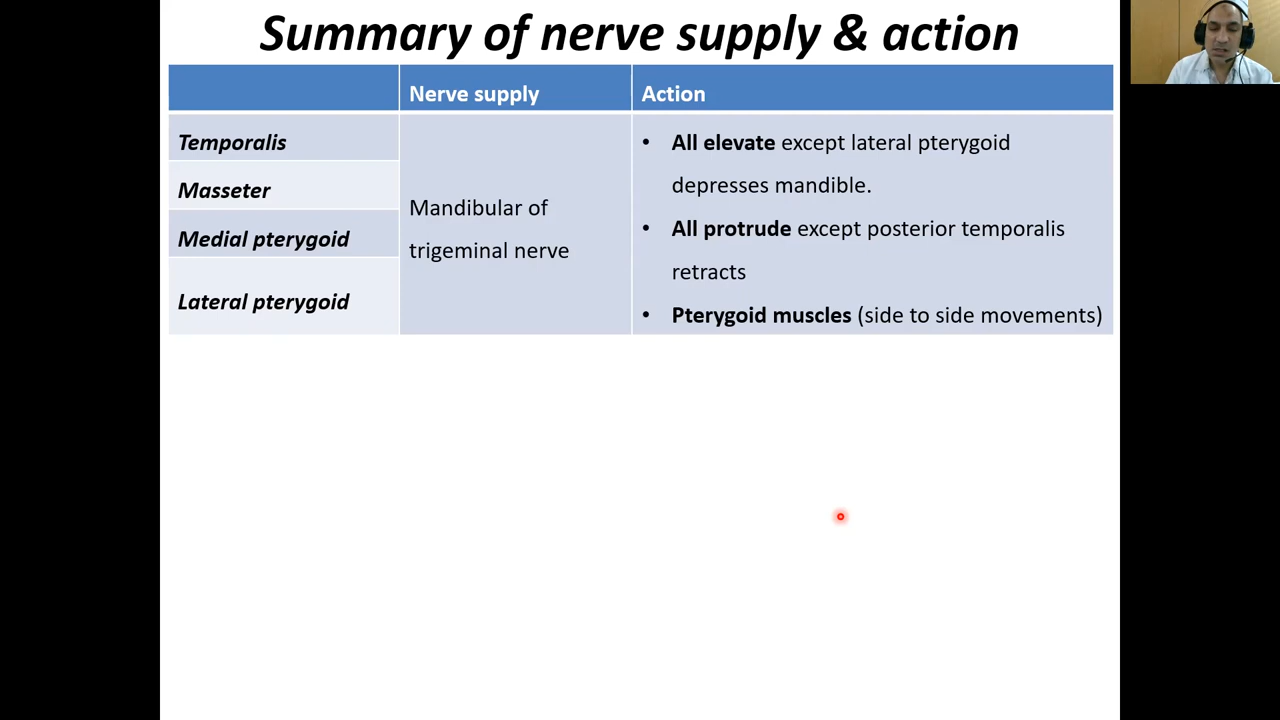 Summary of nerve supply & action
Nerve supply
Action
Temporalis
Masseter
Medial pterygoid
Lateral pterygoid
Mandibular of
trigeminal nerve
• All elevate except lateral pterygoid
depresses mandible.
• All protrude except posterior temporalis
retracts
• Pterygoid muscles (side to side movements)